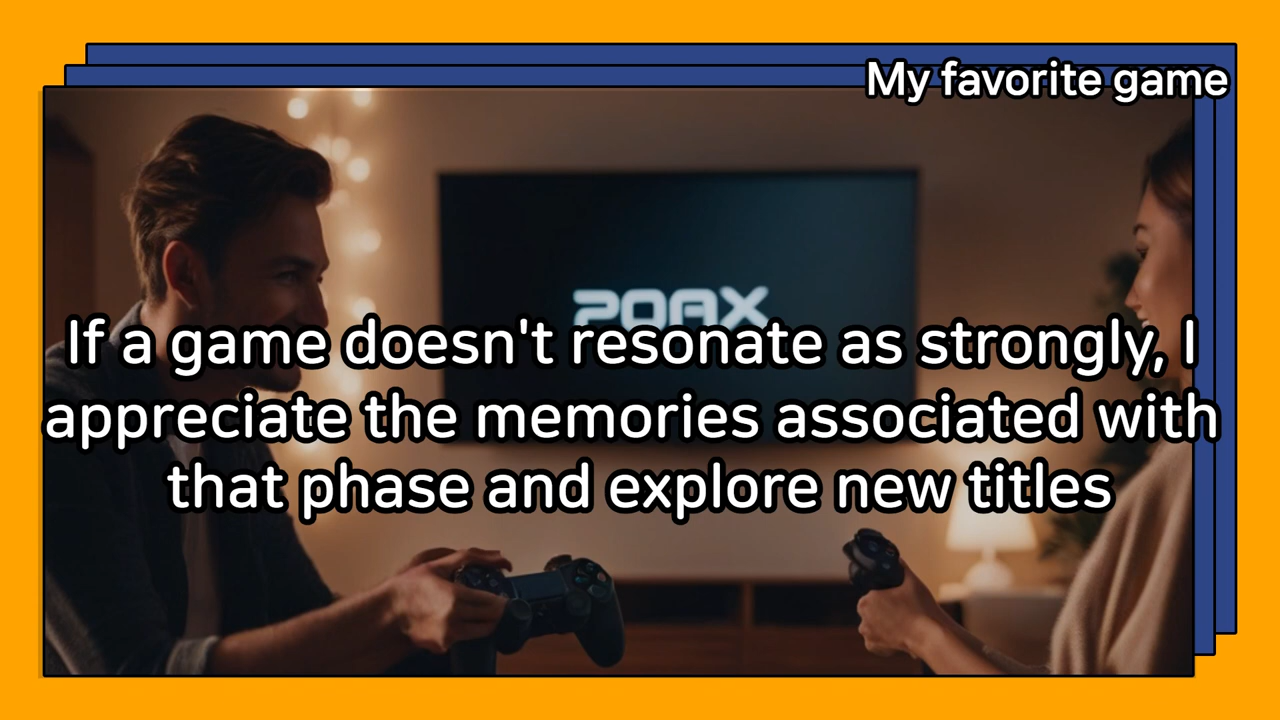 My favorite game
POAX
If a game doesn't resonate as strongly, I
appreciate the memories associated with
that phase and explore new titles